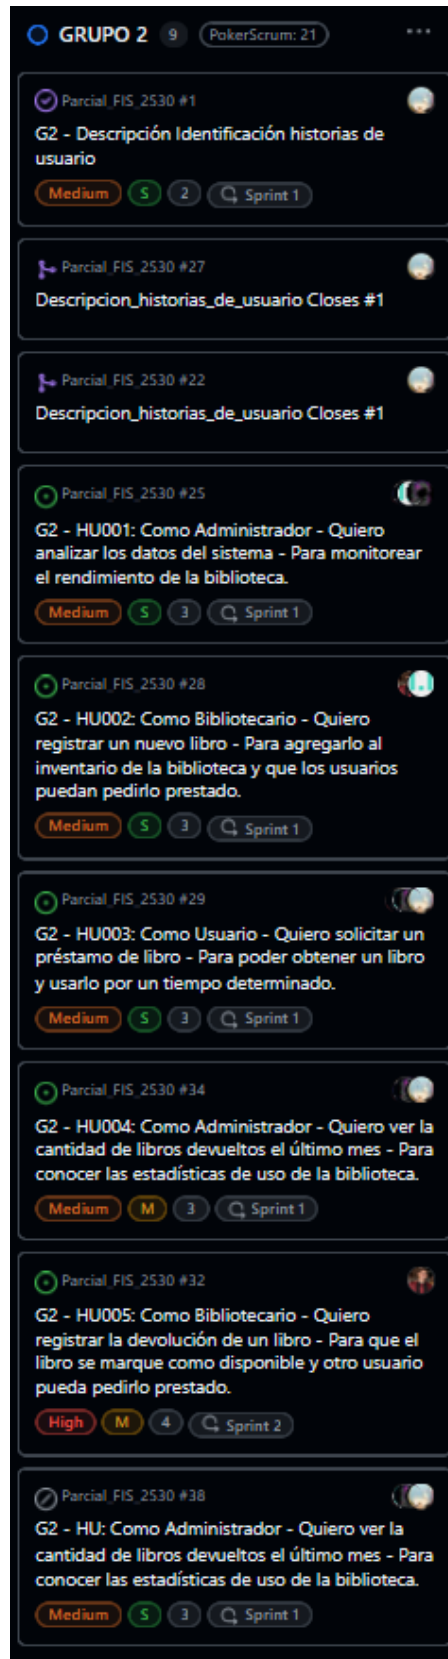 GRUPO 2 9 PokerScrum: 21 ...
Parcial_FIS_2530 #1
G2 - Descripción Identificación historias de
usuario
Medium S 2 Sprint 1
Parcial_FIS_2530 #27
Descripcion_historias_de_usuario Closes #1
Parcial_FIS_2530 #22
Descripcion_historias_de_usuario Closes #1
Parcial_FIS_2530 #25
G2 - HU001: Como Administrador - Quiero
analizar los datos del sistema - Para monitorear
el rendimiento de la biblioteca.
Medium S 3 Sprint 1
Parcial_FIS_2530 #28
G2 - HU002: Como Bibliotecario - Quiero
registrar un nuevo libro - Para agregarlo al
inventario de la biblioteca y que los usuarios
puedan pedirlo prestado.
Medium S 3 Sprint 1
Parcial_FIS_2530 #29
G2 - HU003: Como Usuario - Quiero solicitar un
préstamo de libro - Para poder obtener un libro
y usarlo por un tiempo determinado.
Medium S 3 Sprint 1
Parcial_FIS_2530 #34
G2 - HU004: Como Administrador - Quiero ver la
cantidad de libros devueltos el último mes - Para
conocer las estadísticas de uso de la biblioteca.
Medium M 3 Sprint 1
Parcial_FIS_2530 #32
G2 - HU005: Como Bibliotecario - Quiero
registrar la devolución de un libro - Para que el
libro se marque como disponible y otro usuario
pueda pedirlo prestado.
High M 4 Sprint 2
Parcial_FIS_2530 #38
G2 - HU: Como Administrador - Quiero ver la
cantidad de libros devueltos el último mes - Para
conocer las estadísticas de uso de la biblioteca.
Medium S 3 Sprint 1